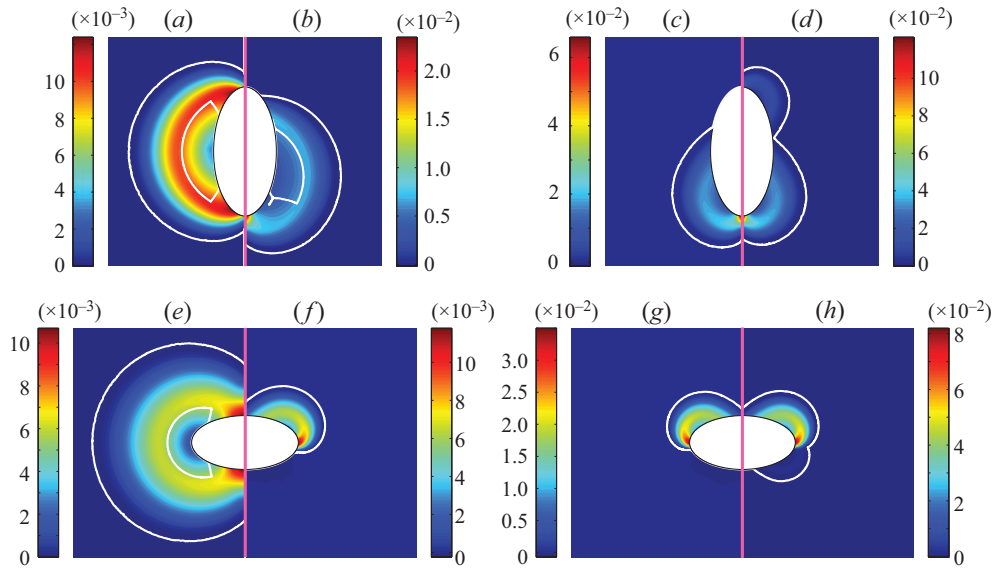 (×10⁻³) (a) (b) (×10⁻²) (×10⁻²) (c) (d) (×10⁻²)
10 2.0 6 10
8 1.5 8
6 1.0 4 6
4 0.5 2 4
2 0 0 2
0 0
(×10⁻³) (e) (f) (×10⁻³) (×10⁻²) (g) (h) (×10⁻²)
10 10 3.0 8
8 8 2.5 6
6 6 2.0 4
4 4 1.5 2
2 2 1.0 0
0 0 0.5
0